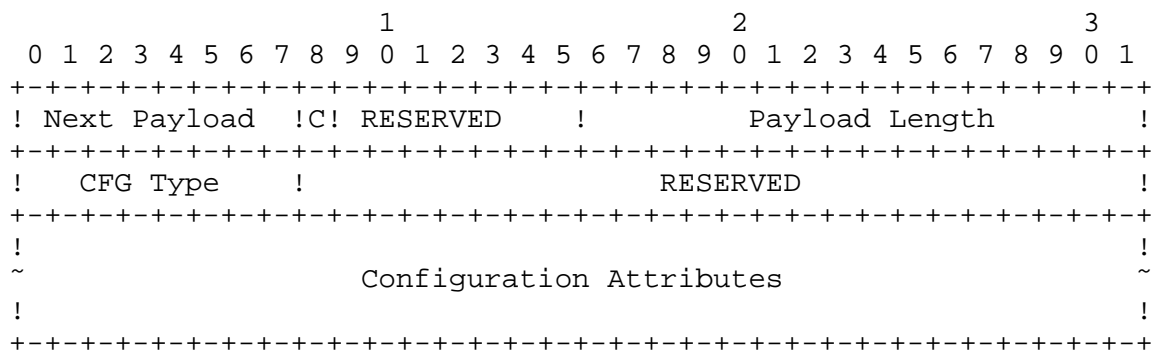 1                   2                   3
 0 1 2 3 4 5 6 7 8 9 0 1 2 3 4 5 6 7 8 9 0 1 2 3 4 5 6 7 8 9 0 1
+-+-+-+-+-+-+-+-+-+-+-+-+-+-+-+-+-+-+-+-+-+-+-+-+-+-+-+-+-+-+-+-+
! Next Payload  !C! RESERVED    !         Payload Length        !
+-+-+-+-+-+-+-+-+-+-+-+-+-+-+-+-+-+-+-+-+-+-+-+-+-+-+-+-+-+-+-+-+
!   CFG Type    !                    RESERVED                   !
+-+-+-+-+-+-+-+-+-+-+-+-+-+-+-+-+-+-+-+-+-+-+-+-+-+-+-+-+-+-+-+-+
!                                                               !
~                   Configuration Attributes                    ~
!                                                               !
+-+-+-+-+-+-+-+-+-+-+-+-+-+-+-+-+-+-+-+-+-+-+-+-+-+-+-+-+-+-+-+-+